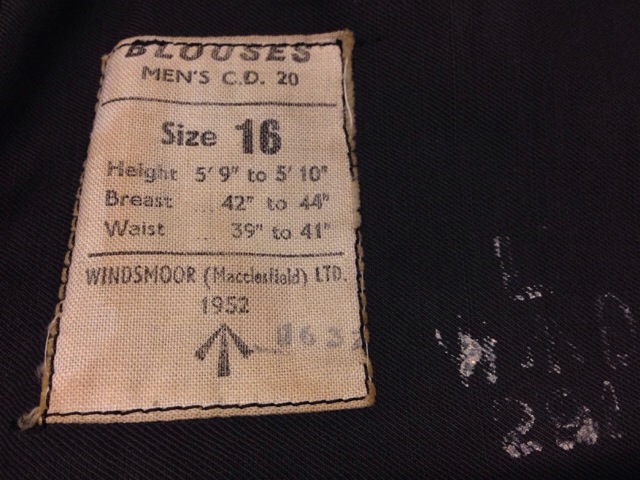 BLOUSES
MEN'S C.D. 20
Size 16
Height 5' 9" to 5' 10"
Breast ... 42" to 44"
Waist .. 39" to 41"
WINDSMOOR (Macclesfield) LTD.
1952
L